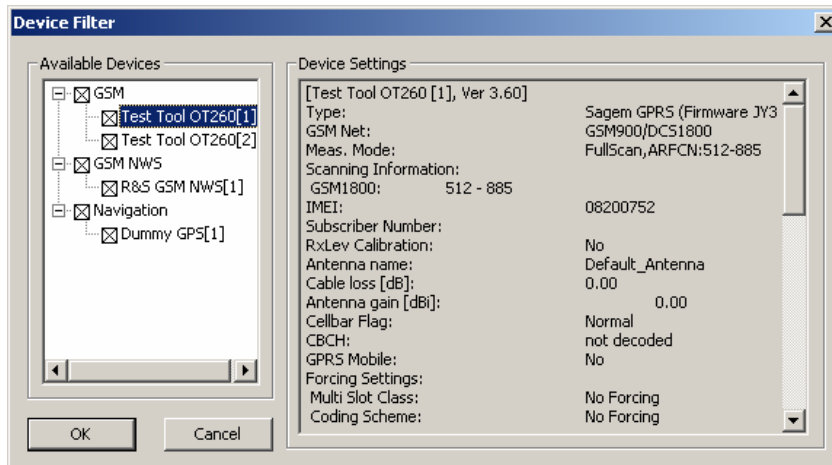 Device Filter
Available Devices
GSM
Test Tool OT260[1]
Test Tool OT260[2]
GSM NWS
R&S GSM NWS[1]
Navigation
Dummy GPS[1]
OK
Cancel
Device Settings
[Test Tool OT260 [1], Ver 3.60]
Type: Sagem GPRS (Firmware JY3
GSM Net: GSM900/DCS1800
Meas. Mode: FullScan,ARFCN:512-885
Scanning Information:
GSM1800: 512 - 885
IMEI: 08200752
Subscriber Number:
RxLev Calibration: No
Antenna name: Default_Antenna
Cable loss [dB]: 0.00
Antenna gain [dBi]: 0.00
Cellbar Flag: Normal
CBCH: not decoded
GPRS Mobile: No
Forcing Settings:
Multi Slot Class: No Forcing
Coding Scheme: No Forcing